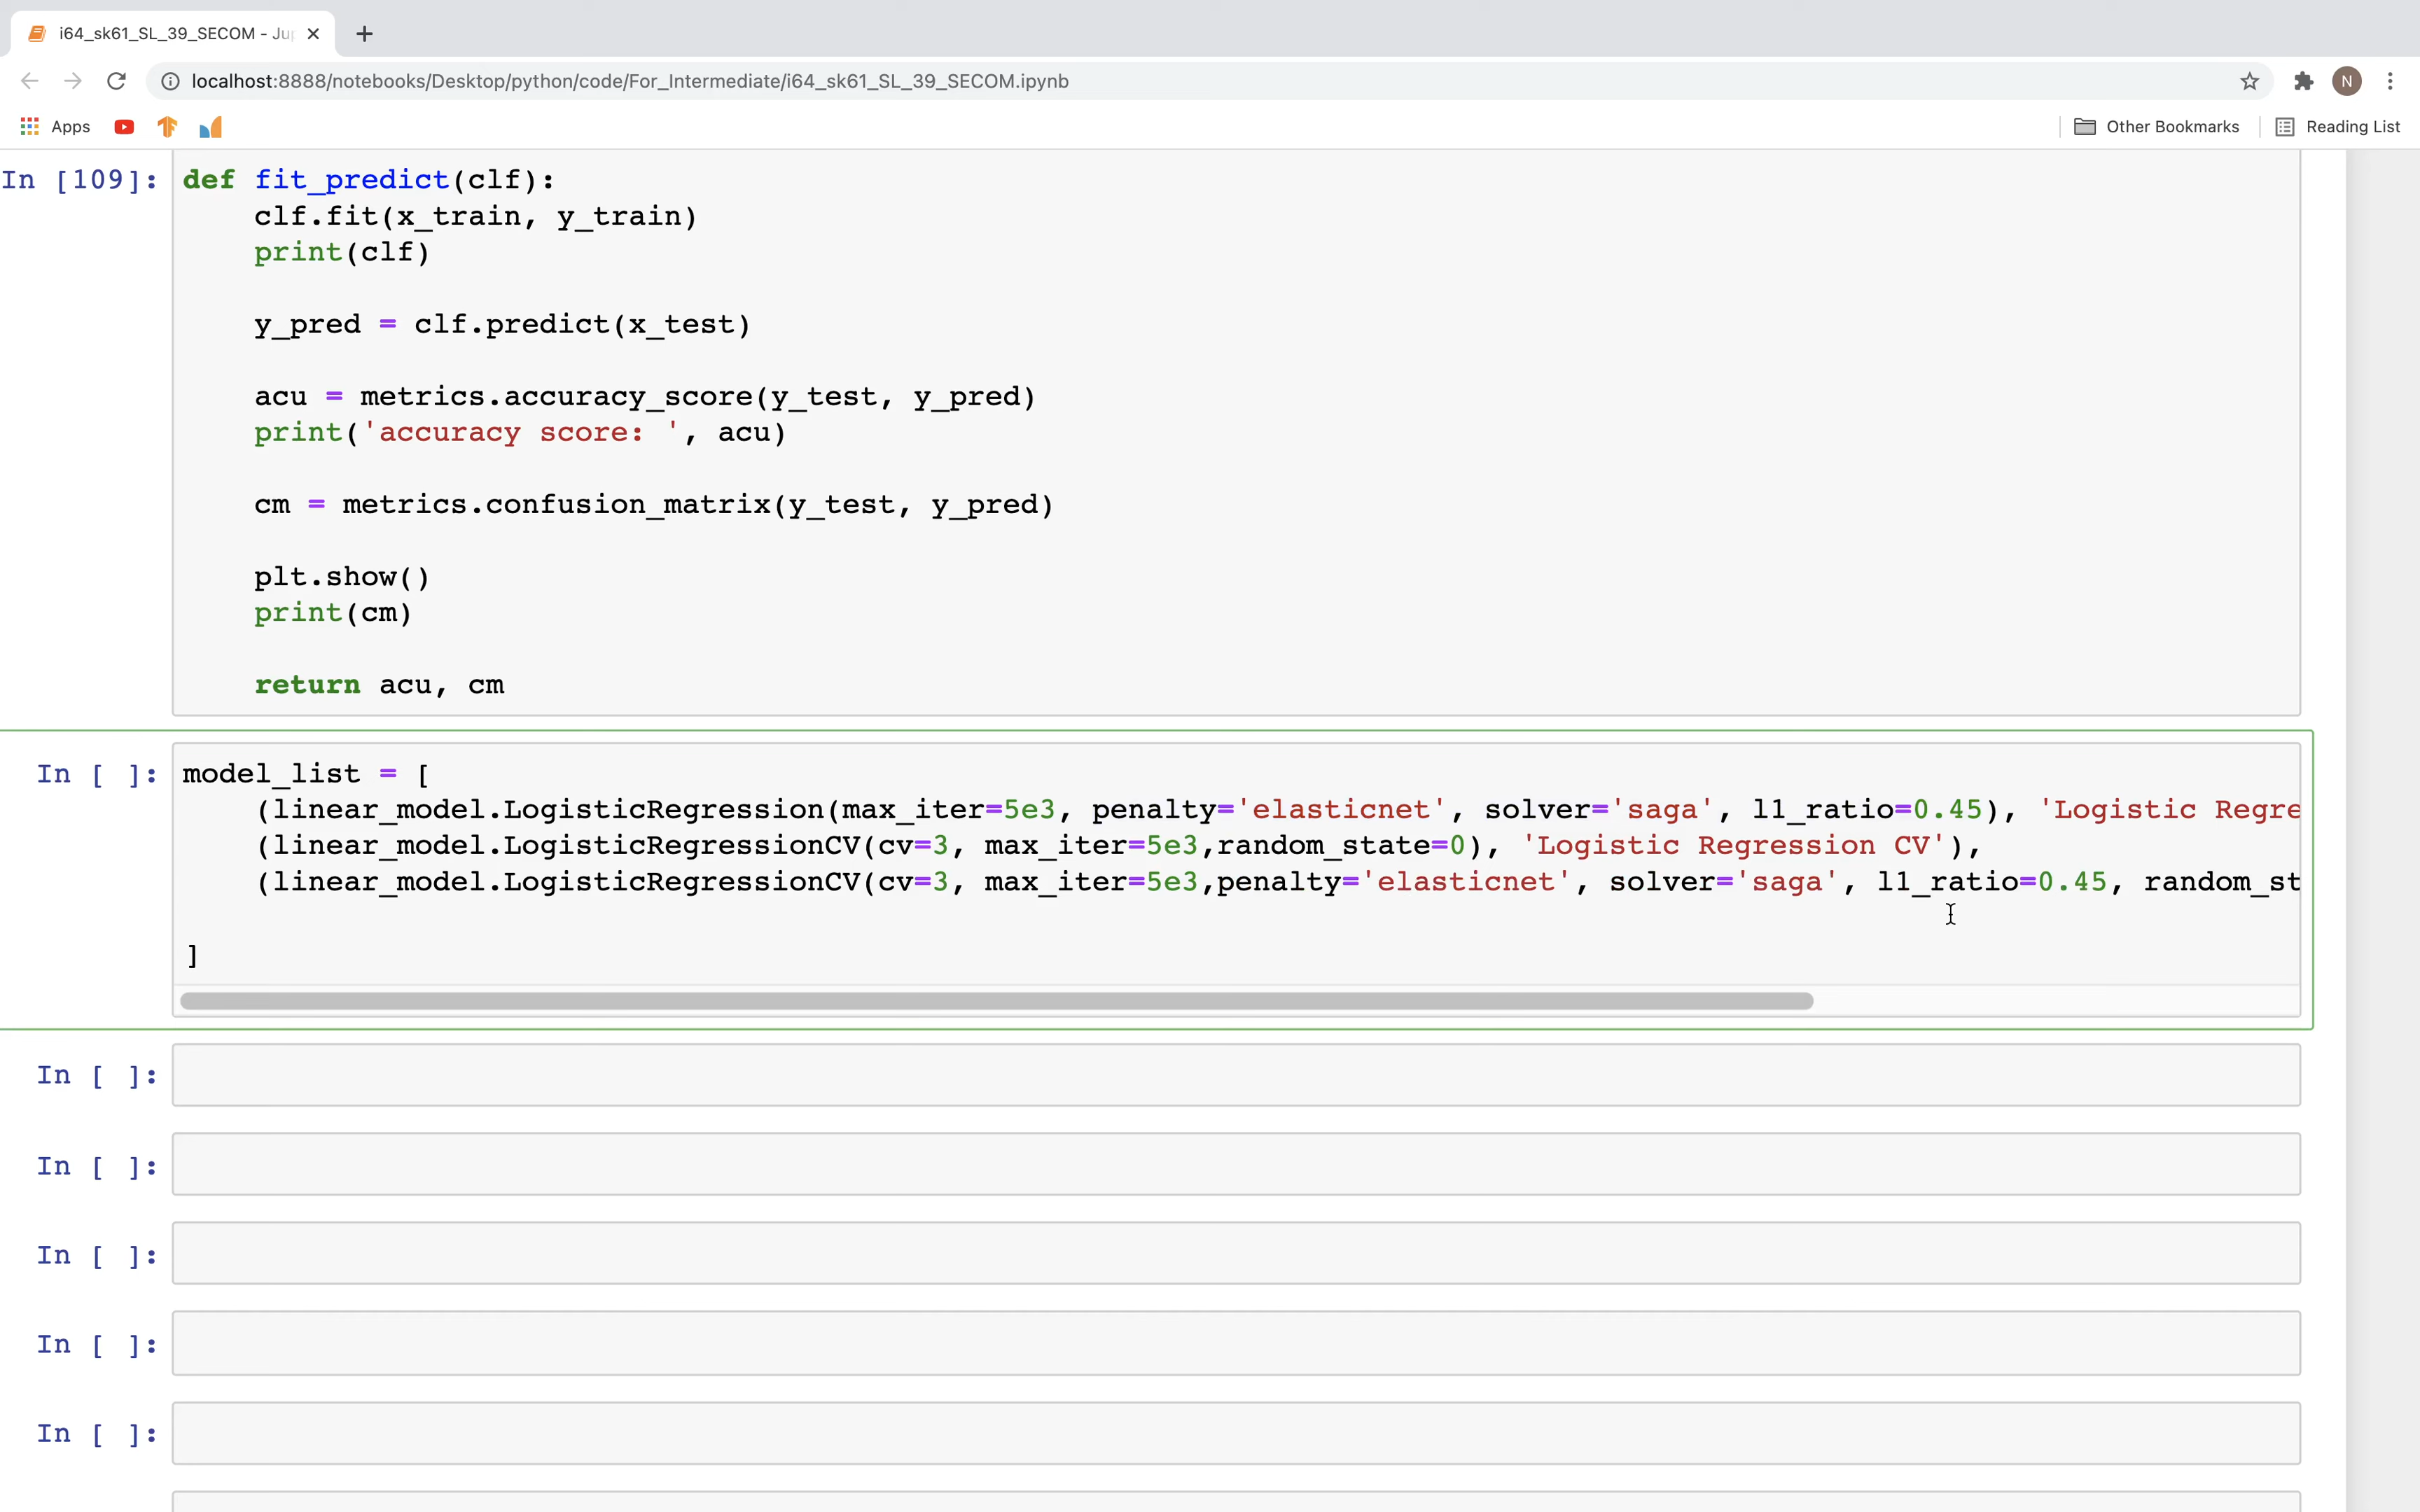 i64_sk61_SL_39_SECOM - Ju
localhost:8888/notebooks/Desktop/python/code/For_Intermediate/i64_sk61_SL_39_SECOM.ipynb
N
Apps
Other Bookmarks
Reading List
In [109]:
def fit_predict(clf):
    clf.fit(x_train, y_train)
    print(clf)
    y_pred = clf.predict(x_test)
    acu = metrics.accuracy_score(y_test, y_pred)
    print('accuracy score: ', acu)
    cm = metrics.confusion_matrix(y_test, y_pred)
    plt.show()
    print(cm)
    return acu, cm
In [ ]:
model_list = [
    (linear_model.LogisticRegression(max_iter=5e3, penalty='elasticnet', solver='saga', l1_ratio=0.45), 'Logistic Regre
    (linear_model.LogisticRegressionCV(cv=3, max_iter=5e3,random_state=0), 'Logistic Regression CV'),
    (linear_model.LogisticRegressionCV(cv=3, max_iter=5e3,penalty='elasticnet', solver='saga', l1_ratio=0.45, random_st
]
In [ ]:
In [ ]:
In [ ]:
In [ ]:
In [ ]: